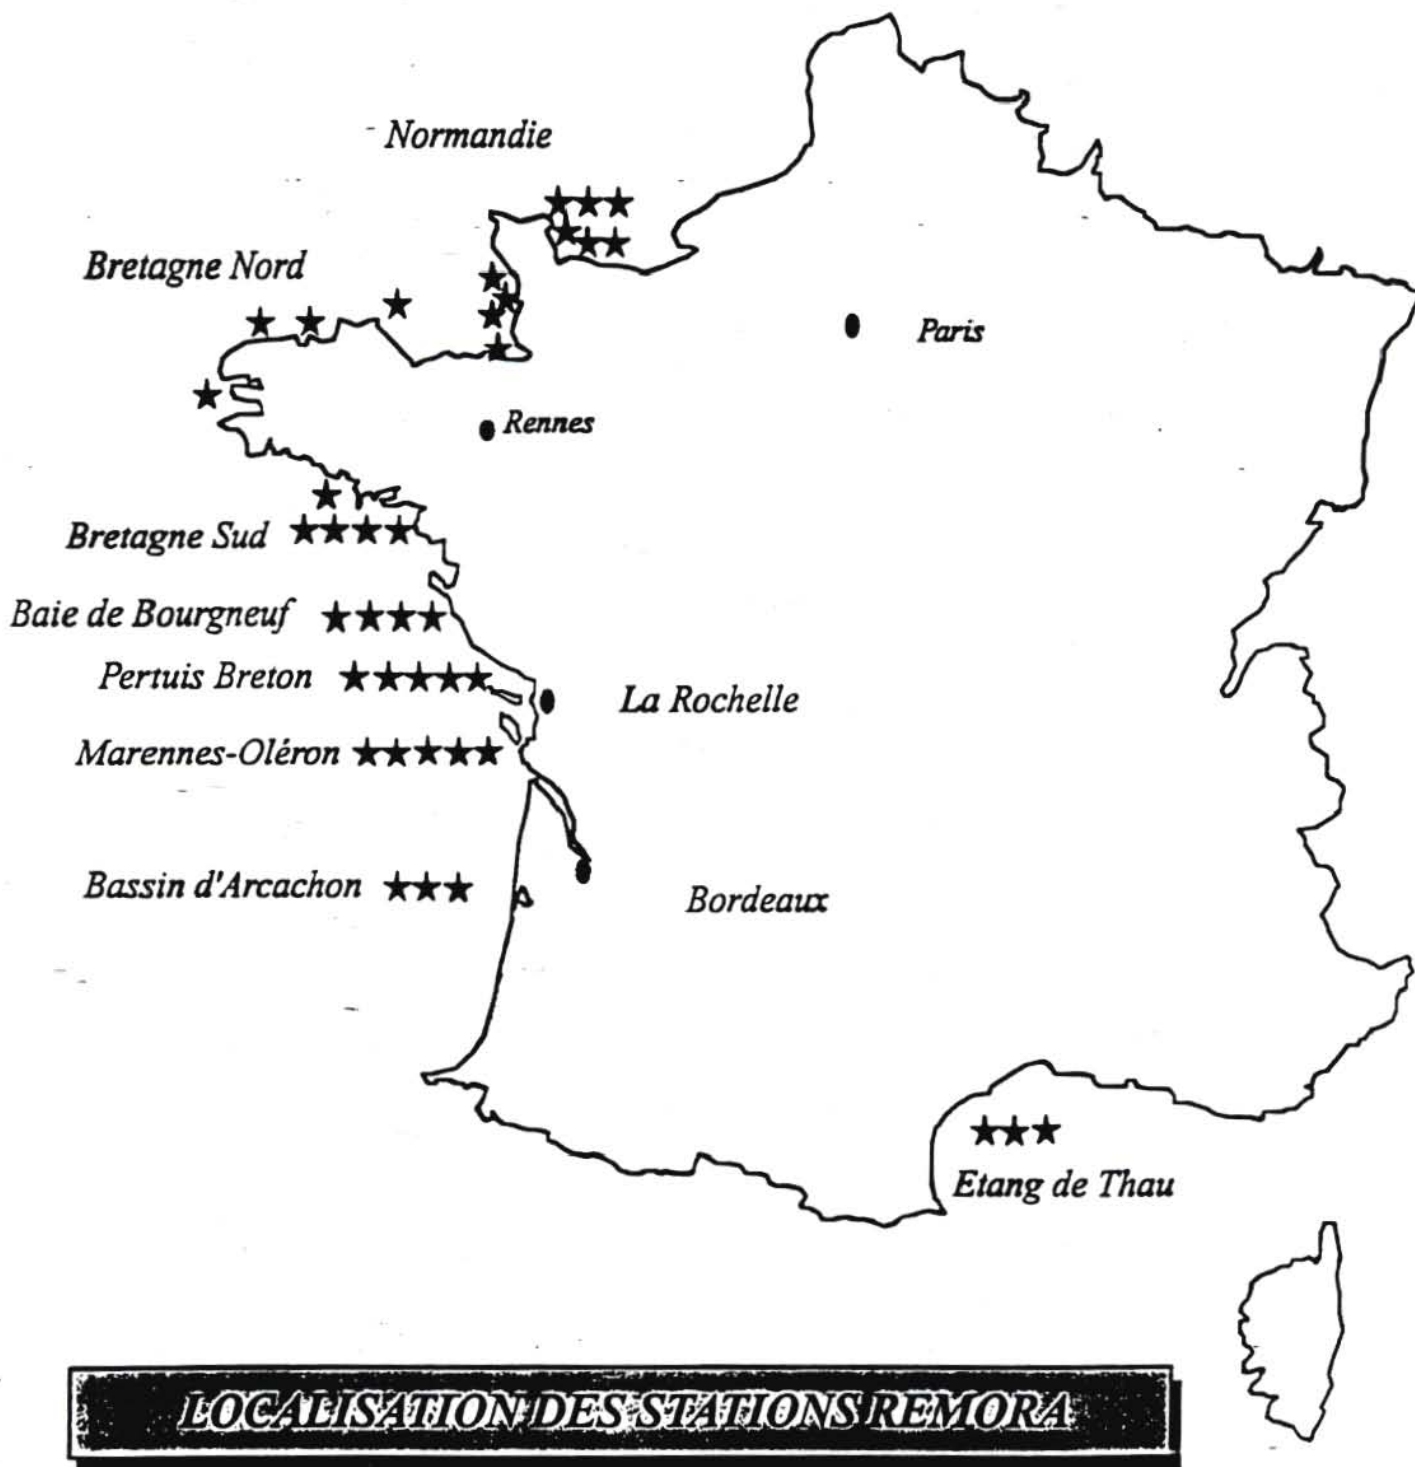 Normandie
Bretagne Nord
Paris
Rennes
Bretagne Sud
Baie de Bourgneuf
Pertuis Breton
La Rochelle
Marennes-Oléron
Bassin d'Arcachon
Bordeaux
Etang de Thau
LOCALISATION DES STATIONS REMORA